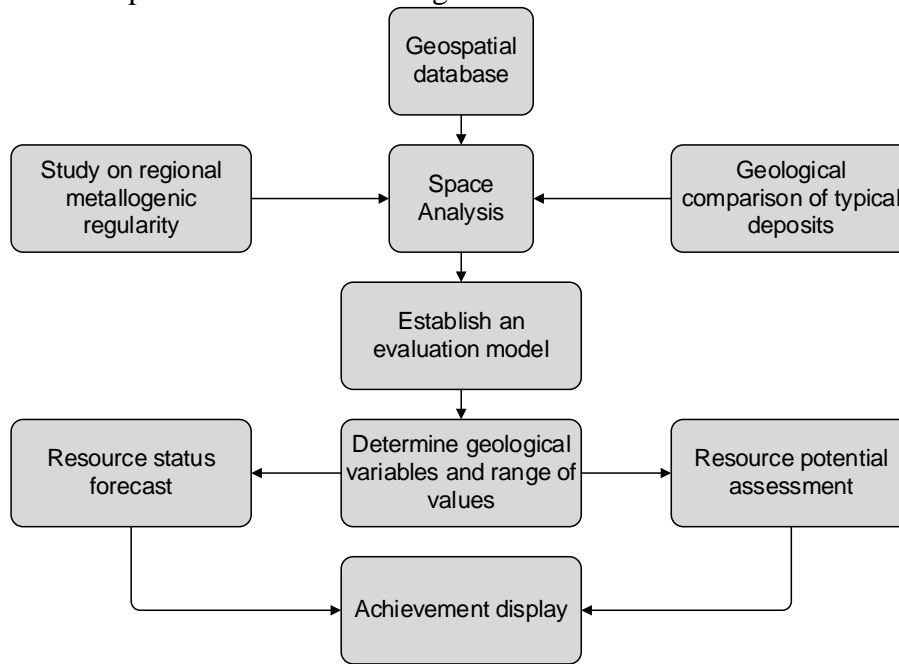 Geospatial
database
Study on regional
metallogenic
regularity
Space
Analysis
Geological
comparison of typical
deposits
Establish an
evaluation model
Resource status
forecast
Determine geological
variables and range of
values
Resource potential
assessment
Achievement display